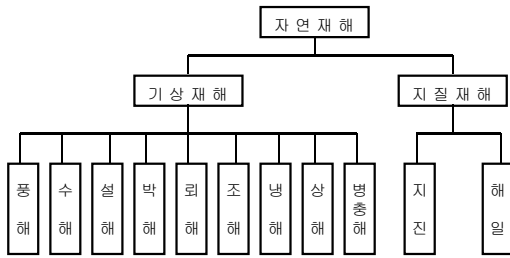 자 연 재 해
기 상 재 해
지 질 재 해
풍해
수해
설해
박해
뢰해
조해
냉해
상해
병충해
지진
해일